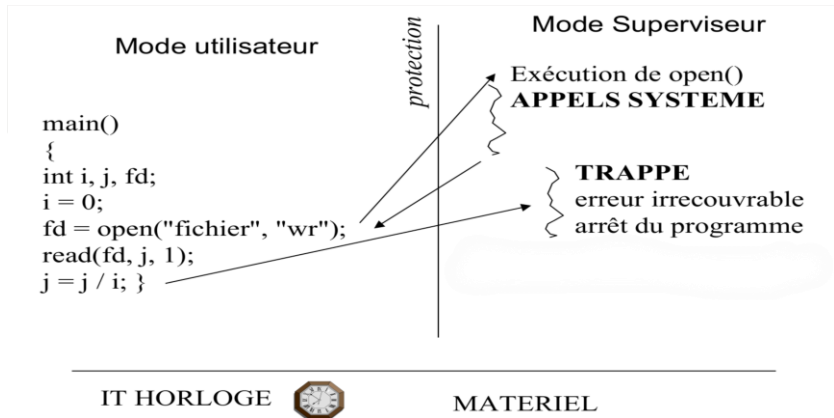 Mode utilisateur
main()
{
int i, j, fd;
i = 0;
fd = open("fichier", "wr");
read(fd, j, 1);
j = j / i; }
protection
Mode Superviseur
Exécution de open()
APPELS SYSTEME
TRAPPE
erreur irrecouvrable
arrêt du programme
IT HORLOGE
MATERIEL